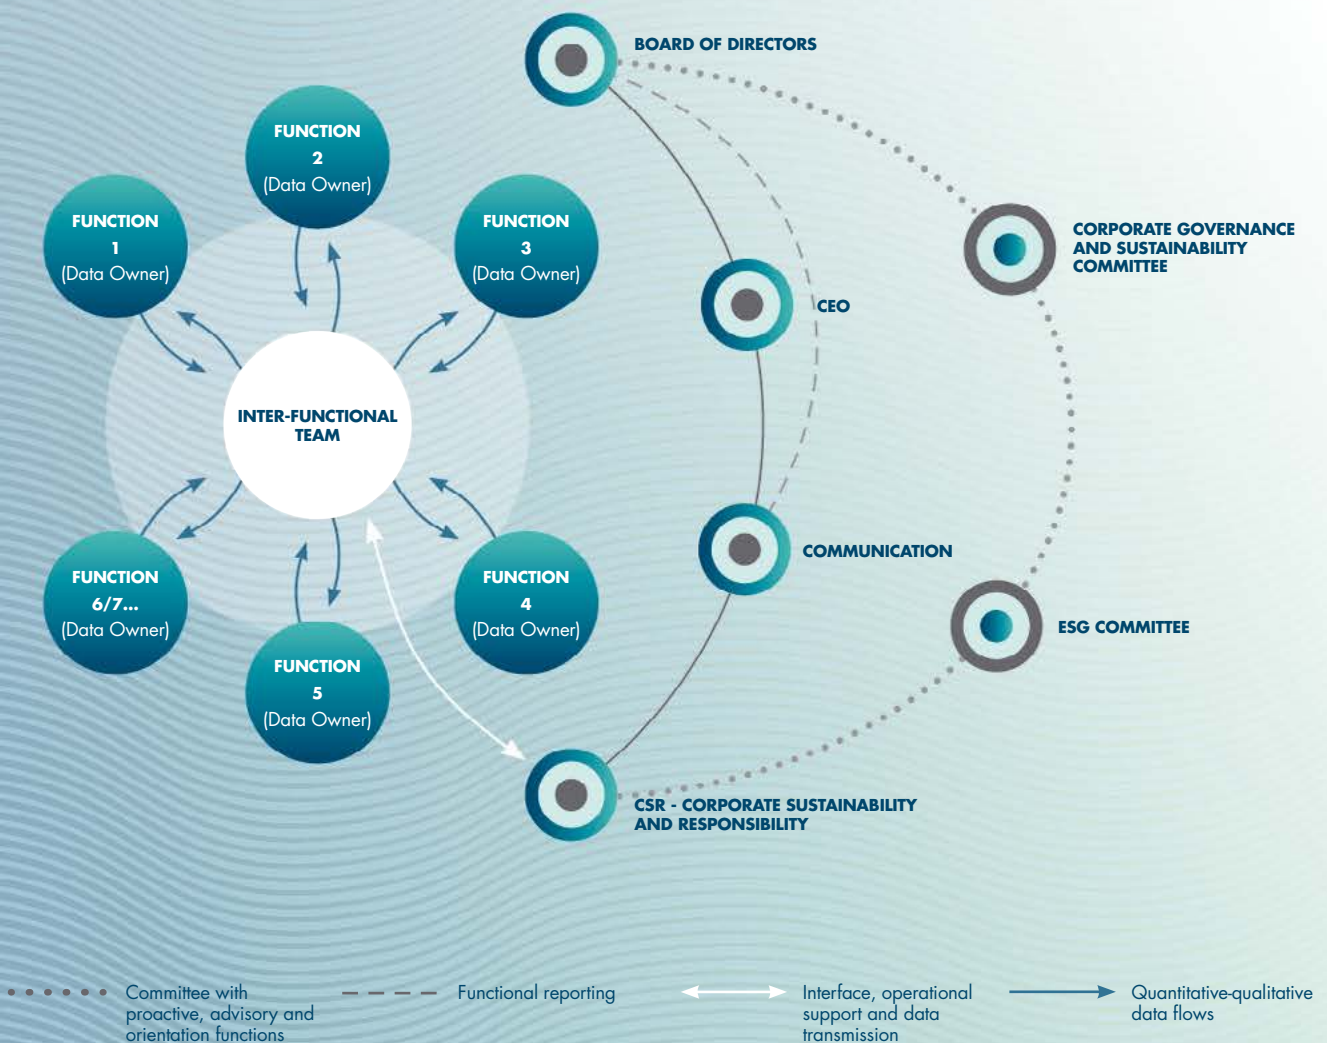 BOARD OF DIRECTORS
FUNCTION
2
(Data Owner)
FUNCTION
1
(Data Owner)
FUNCTION
3
(Data Owner)
CORPORATE GOVERNANCE
AND SUSTAINABILITY
COMMITTEE
CEO
INTER-FUNCTIONAL
TEAM
COMMUNICATION
FUNCTION
6/7...
(Data Owner)
FUNCTION
4
(Data Owner)
ESG COMMITTEE
FUNCTION
5
(Data Owner)
CSR - CORPORATE SUSTAINABILITY
AND RESPONSIBILITY
Committee with
proactive, advisory and
orientation functions
Functional reporting
Interface, operational
support and data
transmission
Quantitative-qualitative
data flows